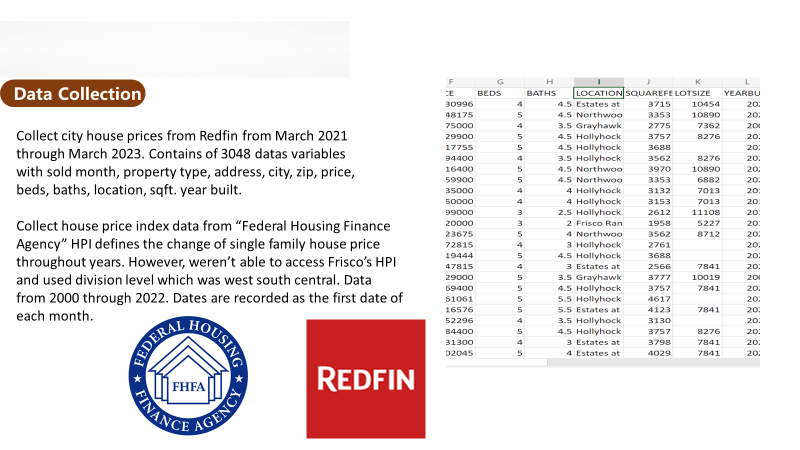 Data Collection
Collect city house prices from Redfin from March 2021
through March 2023. Contains of 3048 datas variables
with sold month, property type, address, city, zip, price,
beds, baths, location, sqft. year built.
Collect house price index data from “Federal Housing Finance
Agency” HPI defines the change of single family house price
throughout years. However, weren’t able to access Frisco’s HPI
and used division level which was west south central. Data
from 2000 through 2022. Dates are recorded as the first date of
each month.
FEDERAL HOUSING
FHFA
FINANCE AGENCY
REDFIN
F G H I J K L
CE BEDS BATHS LOCATION SQUAREFE LOTSIZE YEARBU
30996 4 4.5 Estates at 3715 10454 202
48175 5 4.5 Northwoo 3353 10890 202
75000 4 3.5 Grayhawk 2775 7362 200
29900 5 4.5 Hollyhock 3757 8276 202
17755 5 4.5 Hollyhock 3688 202
94400 4 3.5 Hollyhock 3562 8276 202
16400 5 4.5 Northwoo 3970 10890 202
59900 5 4.5 Northwoo 3353 6882 202
35000 4 4 Hollyhock 3132 7013 201
50000 4 4 Hollyhock 3153 7013 201
99000 3 2.5 Hollyhock 2612 11108 201
20000 3 2 Frisco Ran 1958 5227 201
23675 5 4 Northwoo 3562 8712 202
72815 4 3 Hollyhock 2761 202
19444 5 4.5 Hollyhock 3688 202
47815 4 3 Estates at 2566 7841 202
29000 5 3.5 Grayhawk 3777 10019 200
69400 5 4.5 Hollyhock 3757 7841 202
61061 5 5.5 Hollyhock 4617 202
16576 5 5.5 Estates at 4123 7841 202
52296 4 3.5 Hollyhock 3130 202
84400 5 4.5 Hollyhock 3757 8276 202
31300 4 3 Estates at 3798 7841 202
02045 5 4 Estates at 4029 7841 202